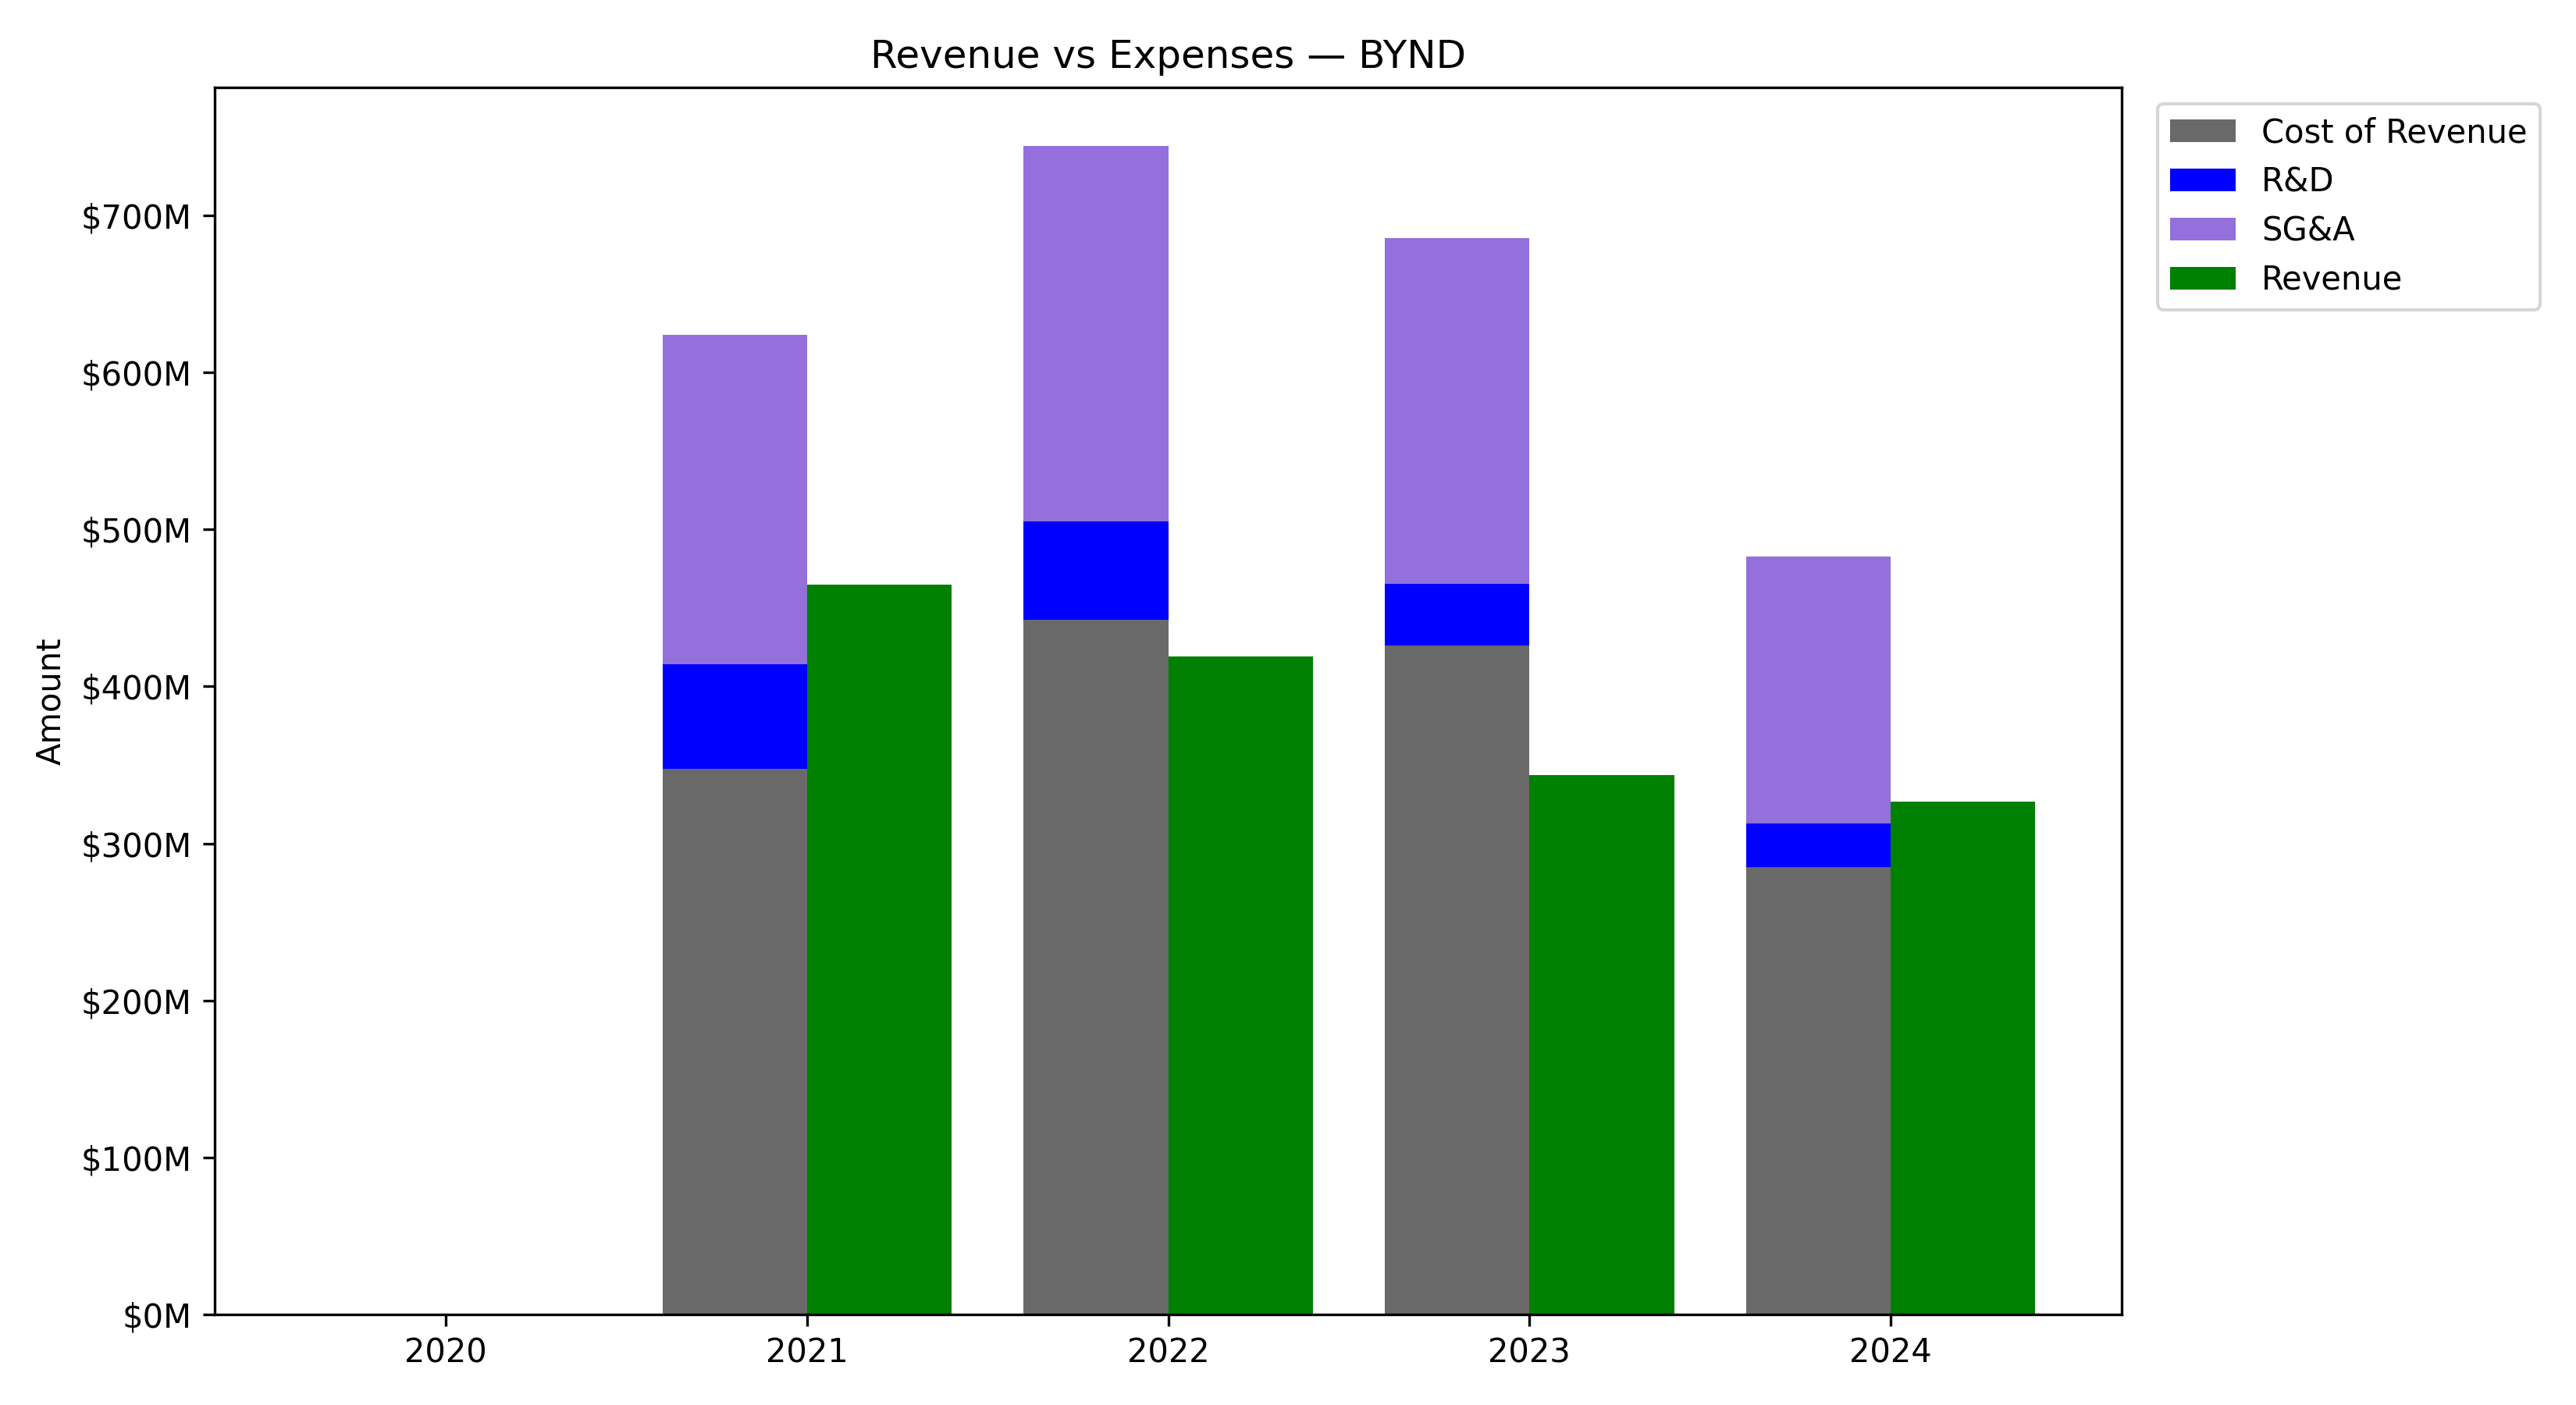 Revenue vs Expenses — BYND
Cost of Revenue
R&D
SG&A
Revenue
Amount
$700M
$600M
$500M
$400M
$300M
$200M
$100M
$0M
2020
2021
2022
2023
2024